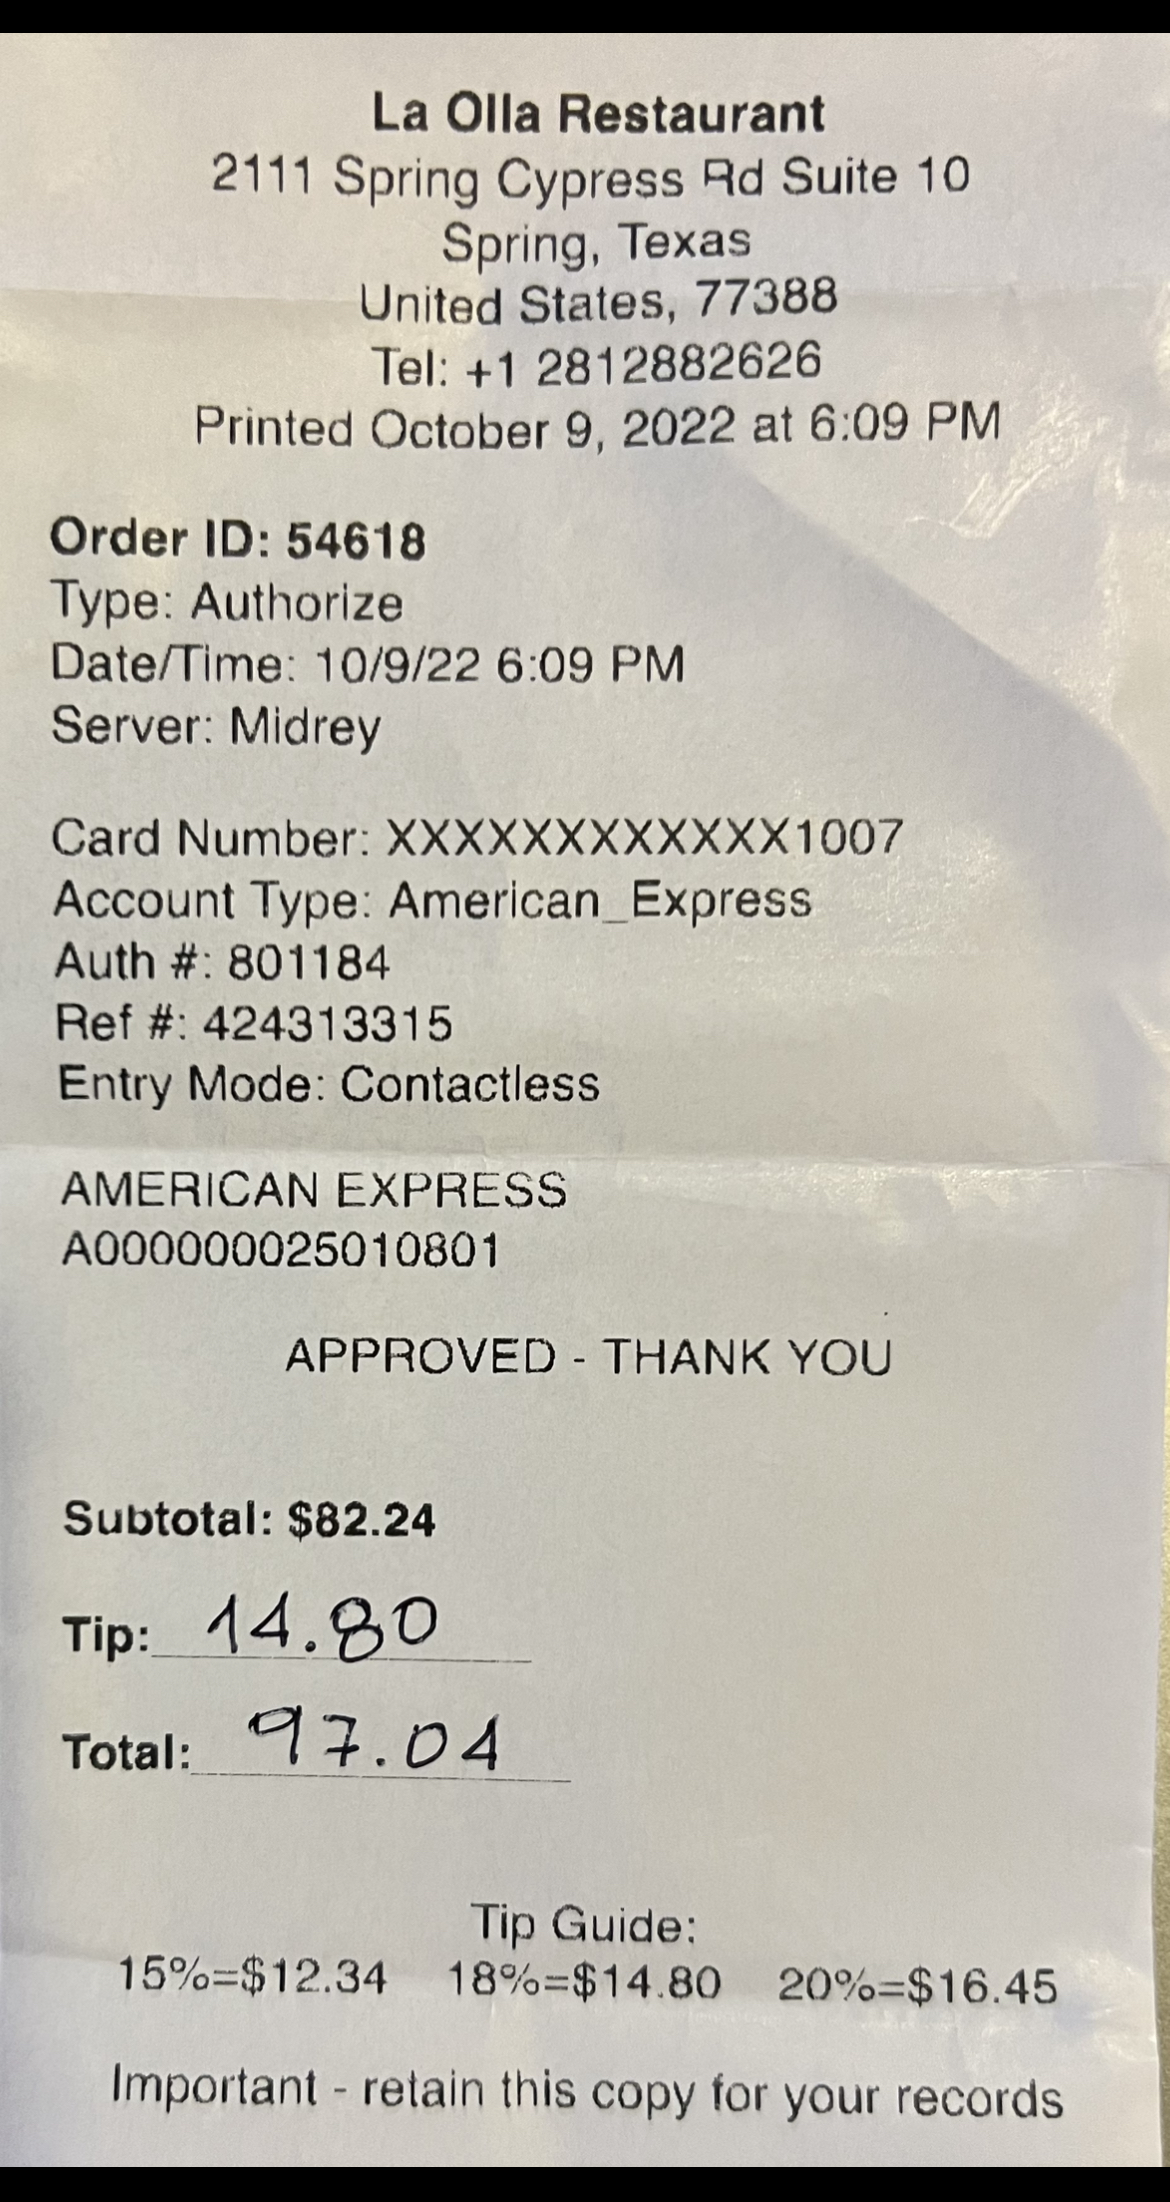 La Olla Restaurant
2111 Spring Cypress Rd Suite 10
Spring, Texas
United States, 77388
Tel: +1 2812882626
Printed October 9, 2022 at 6:09 PM
Order ID: 54618
Type: Authorize
Date/Time: 10/9/22 6:09 PM
Server: Midrey
Card Number: XXXXXXXXXXXX1007
Account Type: American_Express
Auth #: 801184
Ref #: 424313315
Entry Mode: Contactless
AMERICAN EXPRESS
A000000025010801
APPROVED - THANK YOU
Subtotal: $82.24
Tip: 14.80
Total: 97.04
Tip Guide:
15%=$12.34 18%=$14.80 20%=$16.45
Important - retain this copy for your records